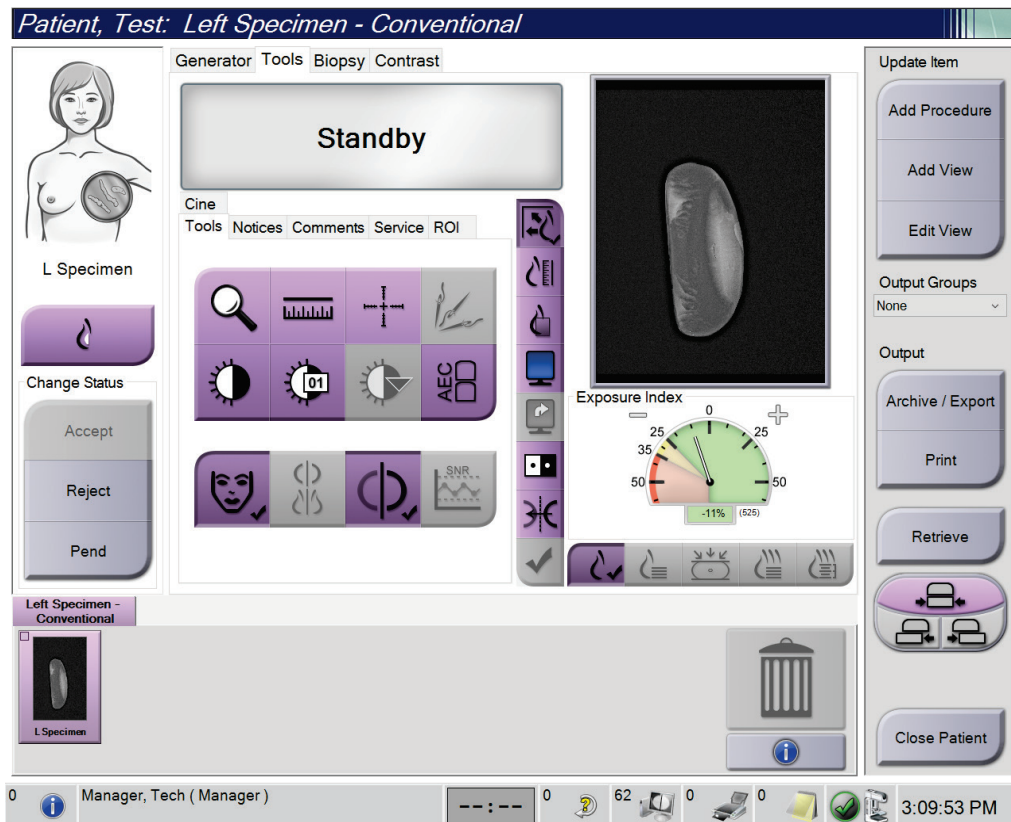 Patient, Test: Left Specimen - Conventional
L Specimen
Change Status
Accept
Reject
Pend
Generator Tools Biopsy Contrast
Standby
Cine
Tools Notices Comments Service ROI
01
AEC
SNR
Exposure Index
0
25 25
35
50 50
-11% (525)
Update Item
Add Procedure
Add View
Edit View
Output Groups
None
Output
Archive / Export
Print
Retrieve
Close Patient
Left Specimen -
Conventional
L Specimen
0 Manager, Tech ( Manager ) --:-- 0 62 0 0 3:09:53 PM